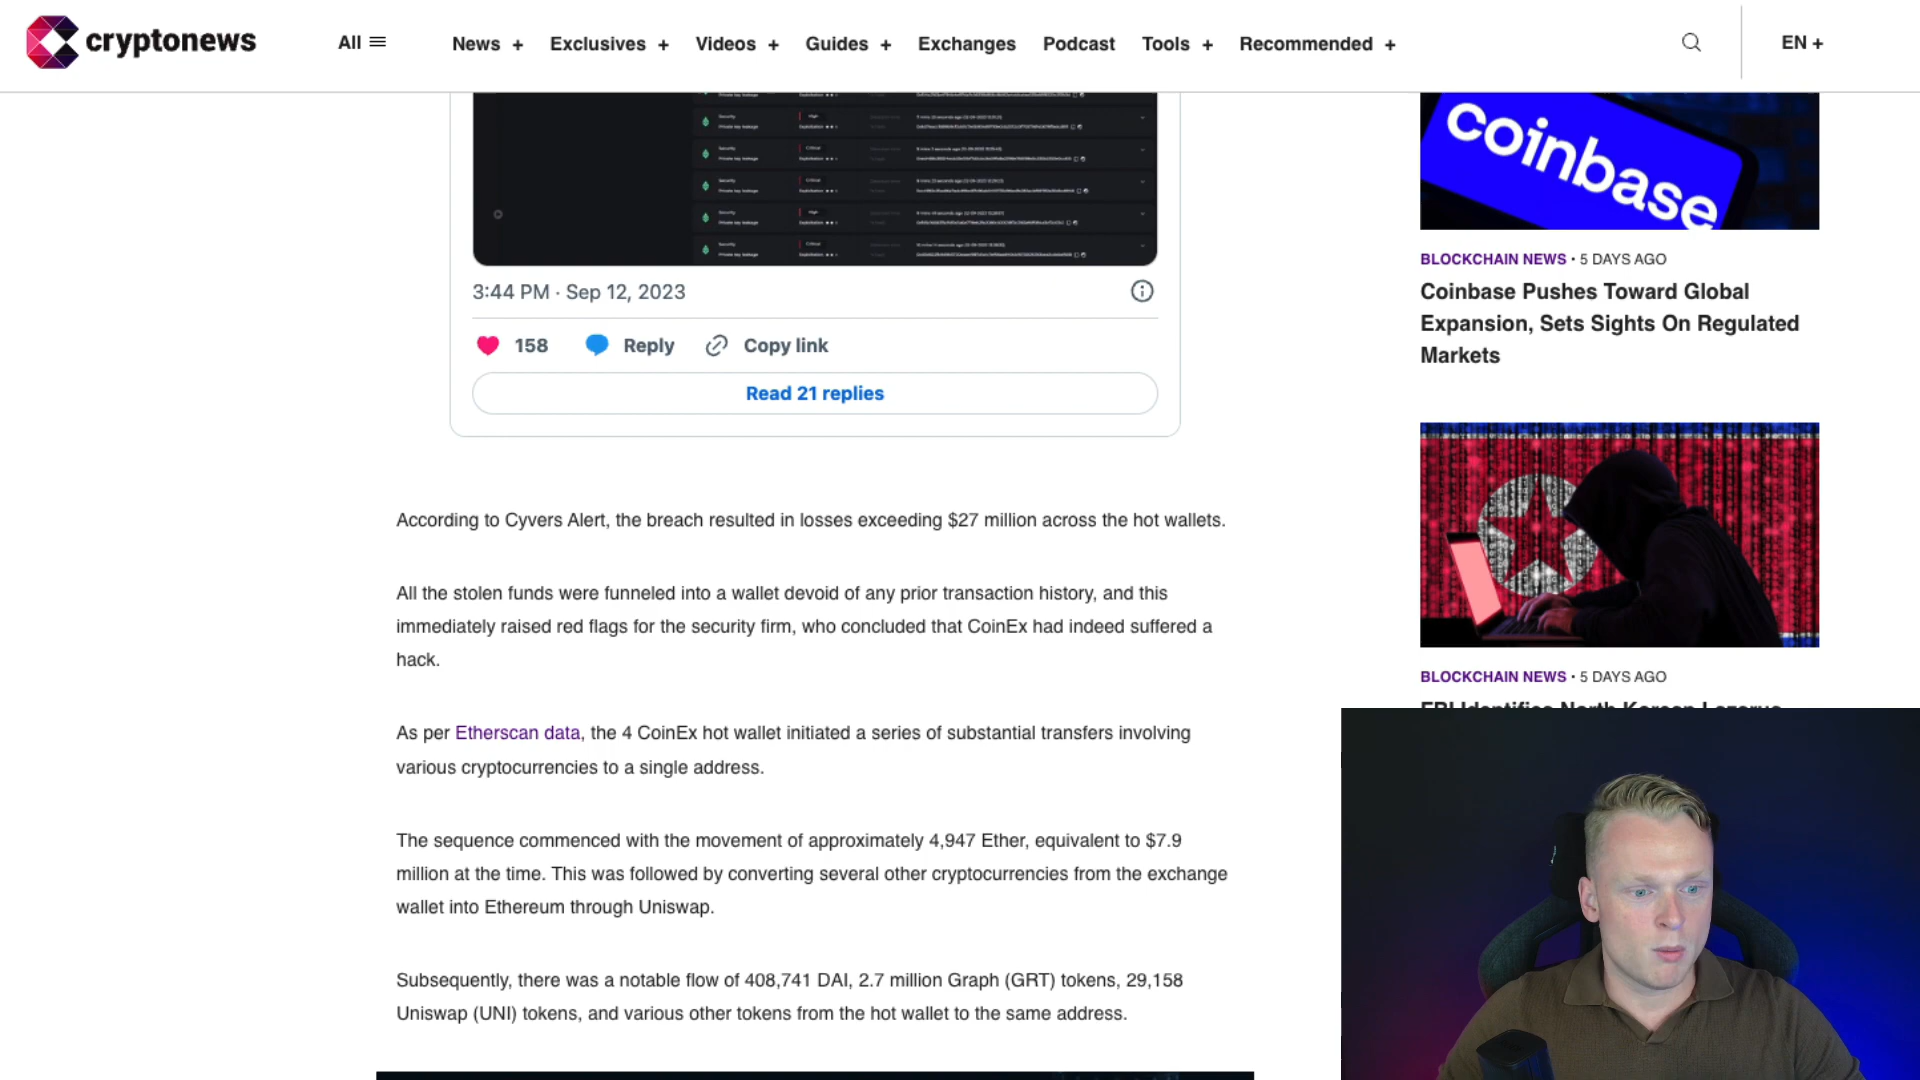 cryptonews
All
News +
Exclusives +
Videos +
Guides +
Exchanges
Podcast
Tools +
Recommended +
EN +
3:44 PM · Sep 12, 2023
158
Reply
Copy link
Read 21 replies
According to Cyvers Alert, the breach resulted in losses exceeding $27 million across the hot wallets.
All the stolen funds were funneled into a wallet devoid of any prior transaction history, and this
immediately raised red flags for the security firm, who concluded that CoinEx had indeed suffered a
hack.
As per Etherscan data, the 4 CoinEx hot wallet initiated a series of substantial transfers involving
various cryptocurrencies to a single address.
The sequence commenced with the movement of approximately 4,947 Ether, equivalent to $7.9
million at the time. This was followed by converting several other cryptocurrencies from the exchange
wallet into Ethereum through Uniswap.
Subsequently, there was a notable flow of 408,741 DAI, 2.7 million Graph (GRT) tokens, 29,158
Uniswap (UNI) tokens, and various other tokens from the hot wallet to the same address.
coinbase
BLOCKCHAIN NEWS • 5 DAYS AGO
Coinbase Pushes Toward Global
Expansion, Sets Sights On Regulated
Markets
BLOCKCHAIN NEWS • 5 DAYS AGO
FBI Identifies North Korean Lazarus